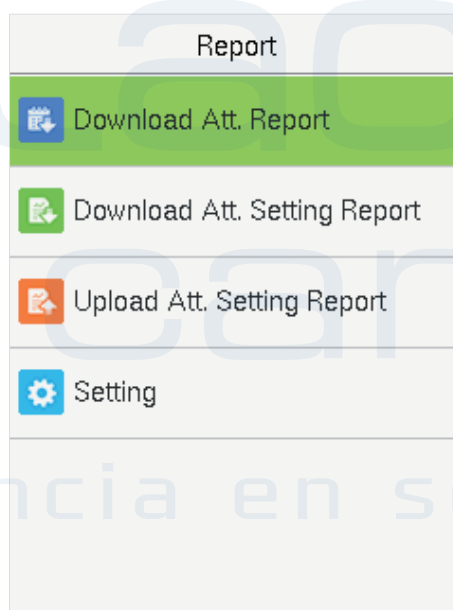 Report
Download Att. Report
Download Att. Setting Report
Upload Att. Setting Report
Setting